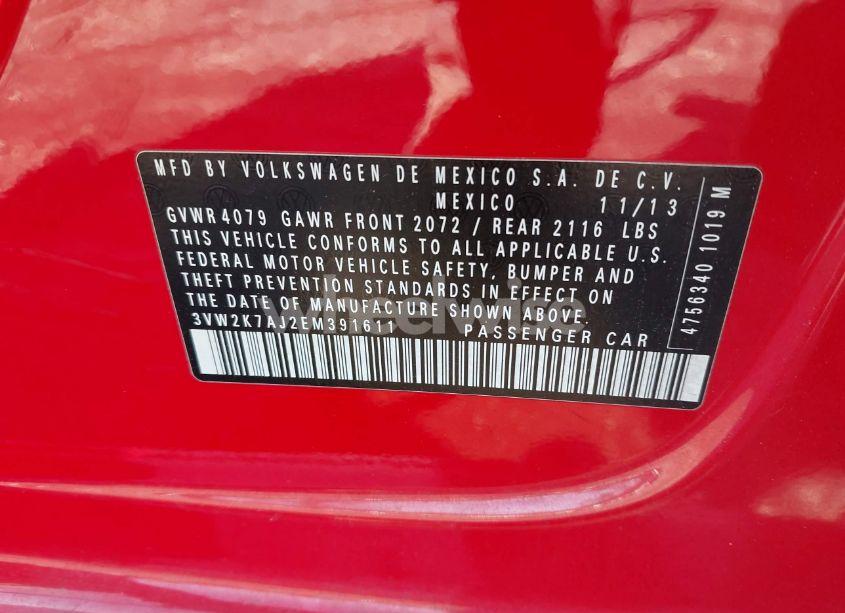 MFD BY VOLKSWAGEN DE MEXICO S.A. DE C.V.
MEXICO 11/13
GVWR 4079 GAWR FRONT 2072 / REAR 2116 LBS
THIS VEHICLE CONFORMS TO ALL APPLICABLE U.S.
FEDERAL MOTOR VEHICLE SAFETY, BUMPER AND
THEFT PREVENTION STANDARDS IN EFFECT ON
THE DATE OF MANUFACTURE SHOWN ABOVE.
3VW2K7AJ2EM391611 PASSENGER CAR
4756340 1019 M